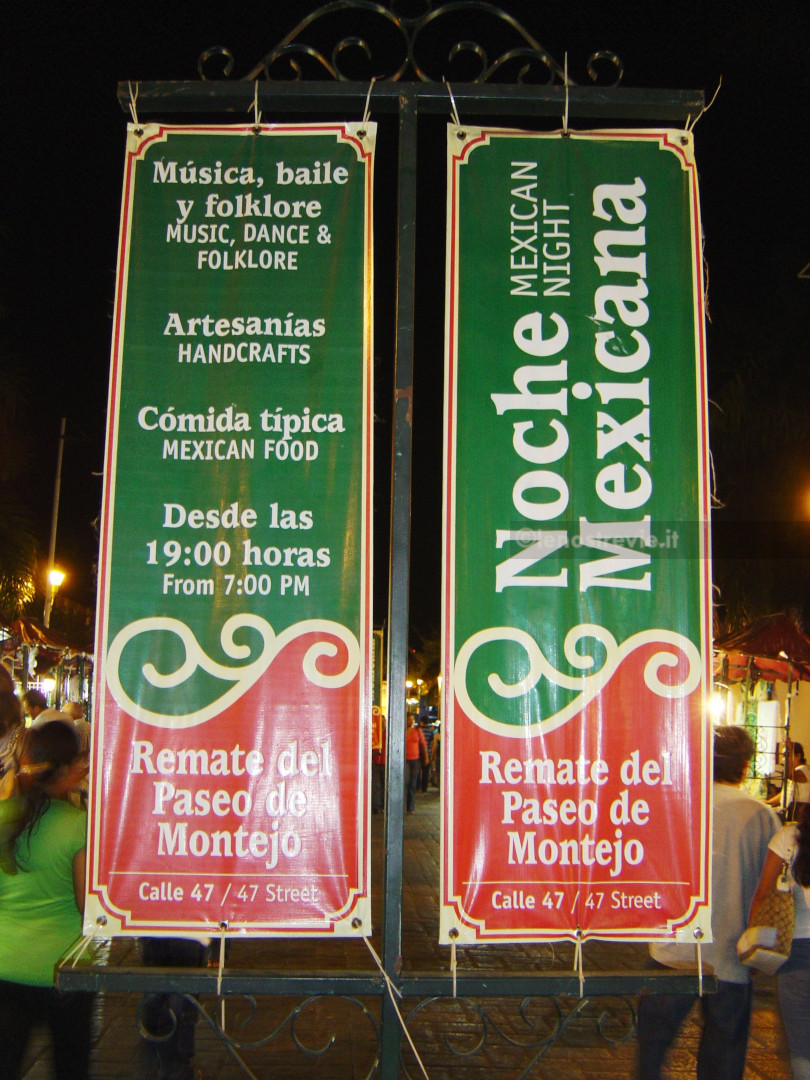 Música, baile
y folklore
MUSIC, DANCE &
FOLKLORE
Artesanías
HANDCRAFTS
Cómida típica
MEXICAN FOOD
Desde las
19:00 horas
From 7:00 PM
Remate del
Paseo de
Montejo
Calle 47 / 47 Street
MEXICAN
NIGHT
Noche
Mexicana
Remate del
Paseo de
Montejo
Calle 47 / 47 Street
©lenostrevie.it